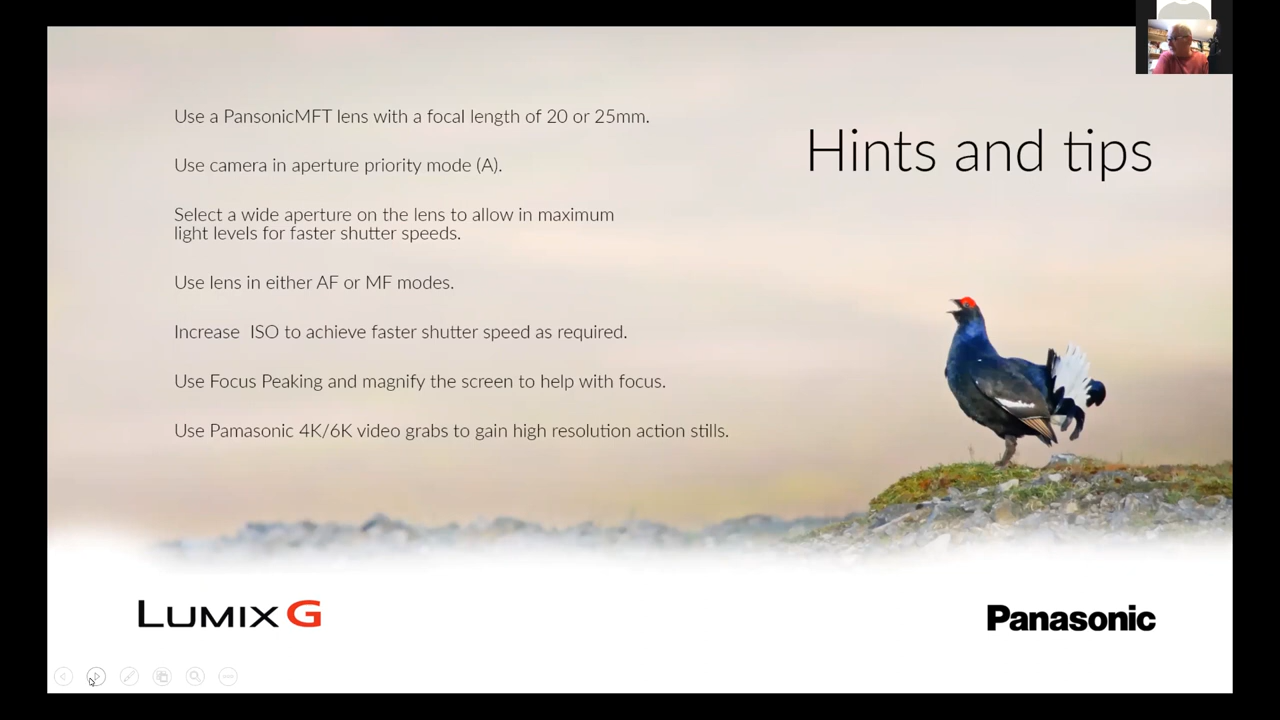 Hints and tips
Use a PansonicMFT lens with a focal length of 20 or 25mm.
Use camera in aperture priority mode (A).
Select a wide aperture on the lens to allow in maximum
light levels for faster shutter speeds.
Use lens in either AF or MF modes.
Increase  ISO to achieve faster shutter speed as required.
Use Focus Peaking and magnify the screen to help with focus.
Use Pamasonic 4K/6K video grabs to gain high resolution action stills.
LUMIX G
Panasonic